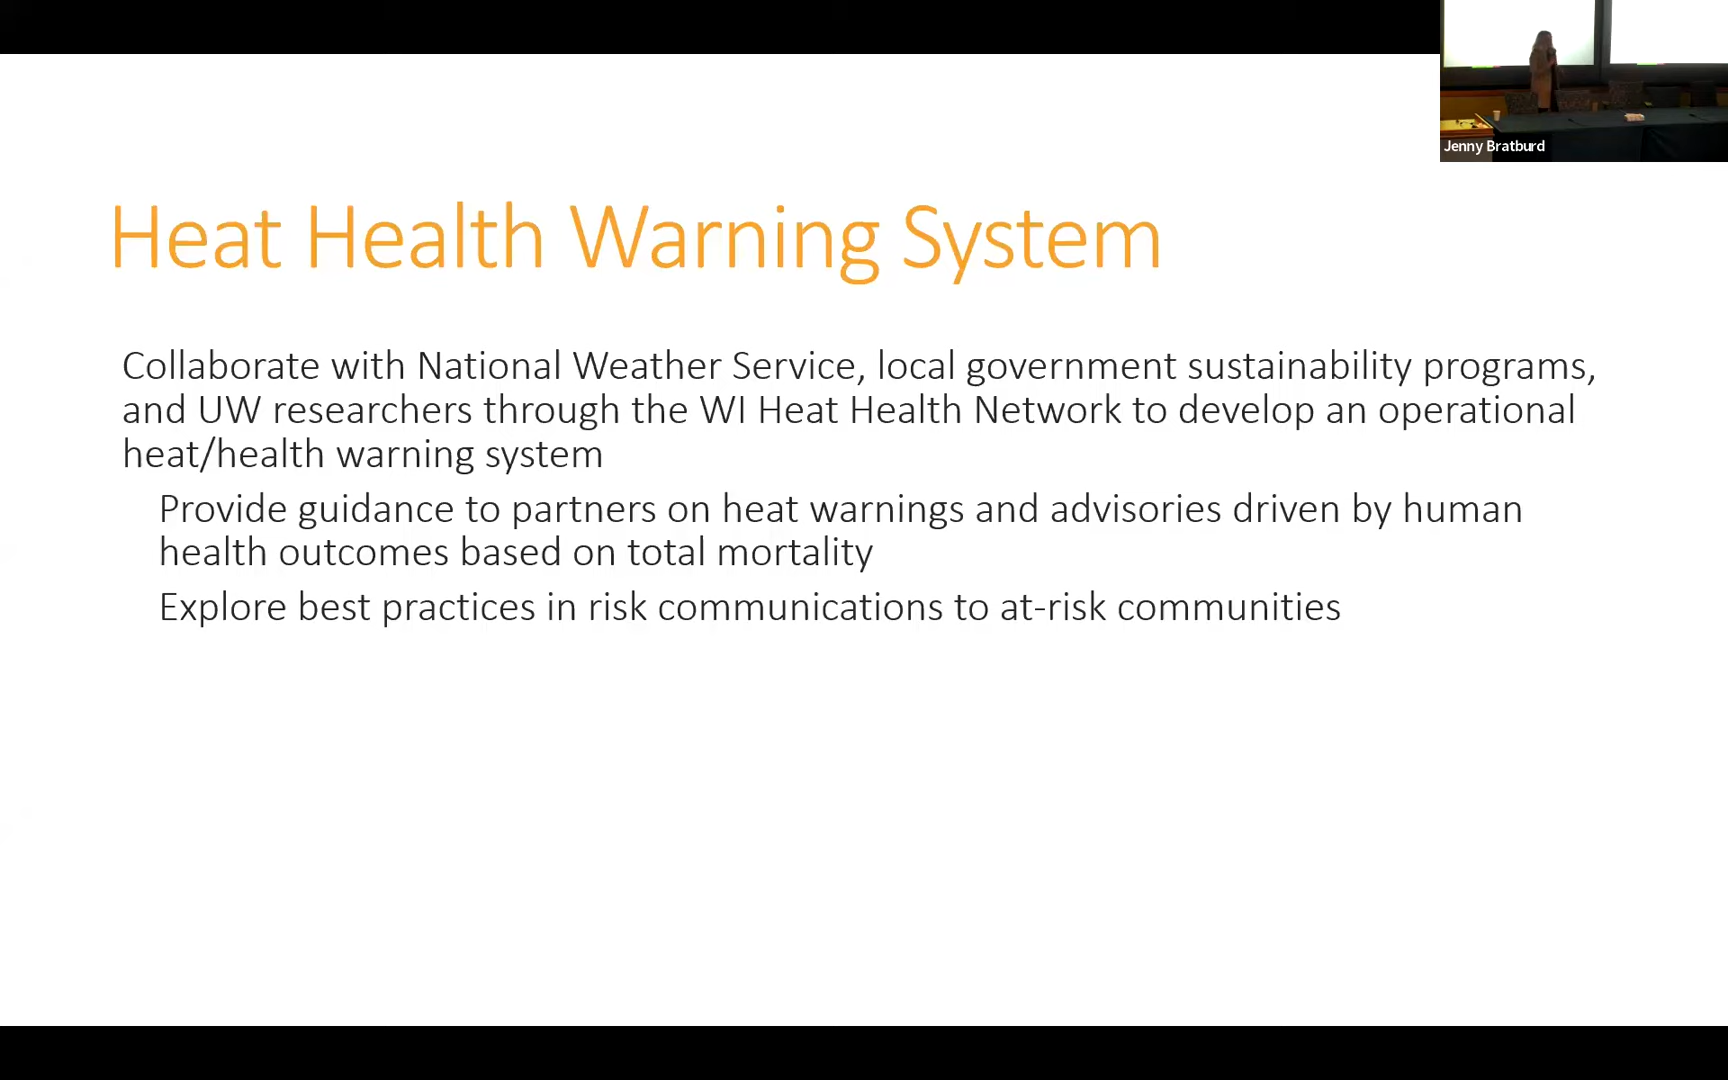 Jenny Bratburd
Heat Health Warning System
Collaborate with National Weather Service, local government sustainability programs,
and UW researchers through the WI Heat Health Network to develop an operational
heat/health warning system
Provide guidance to partners on heat warnings and advisories driven by human
health outcomes based on total mortality
Explore best practices in risk communications to at-risk communities